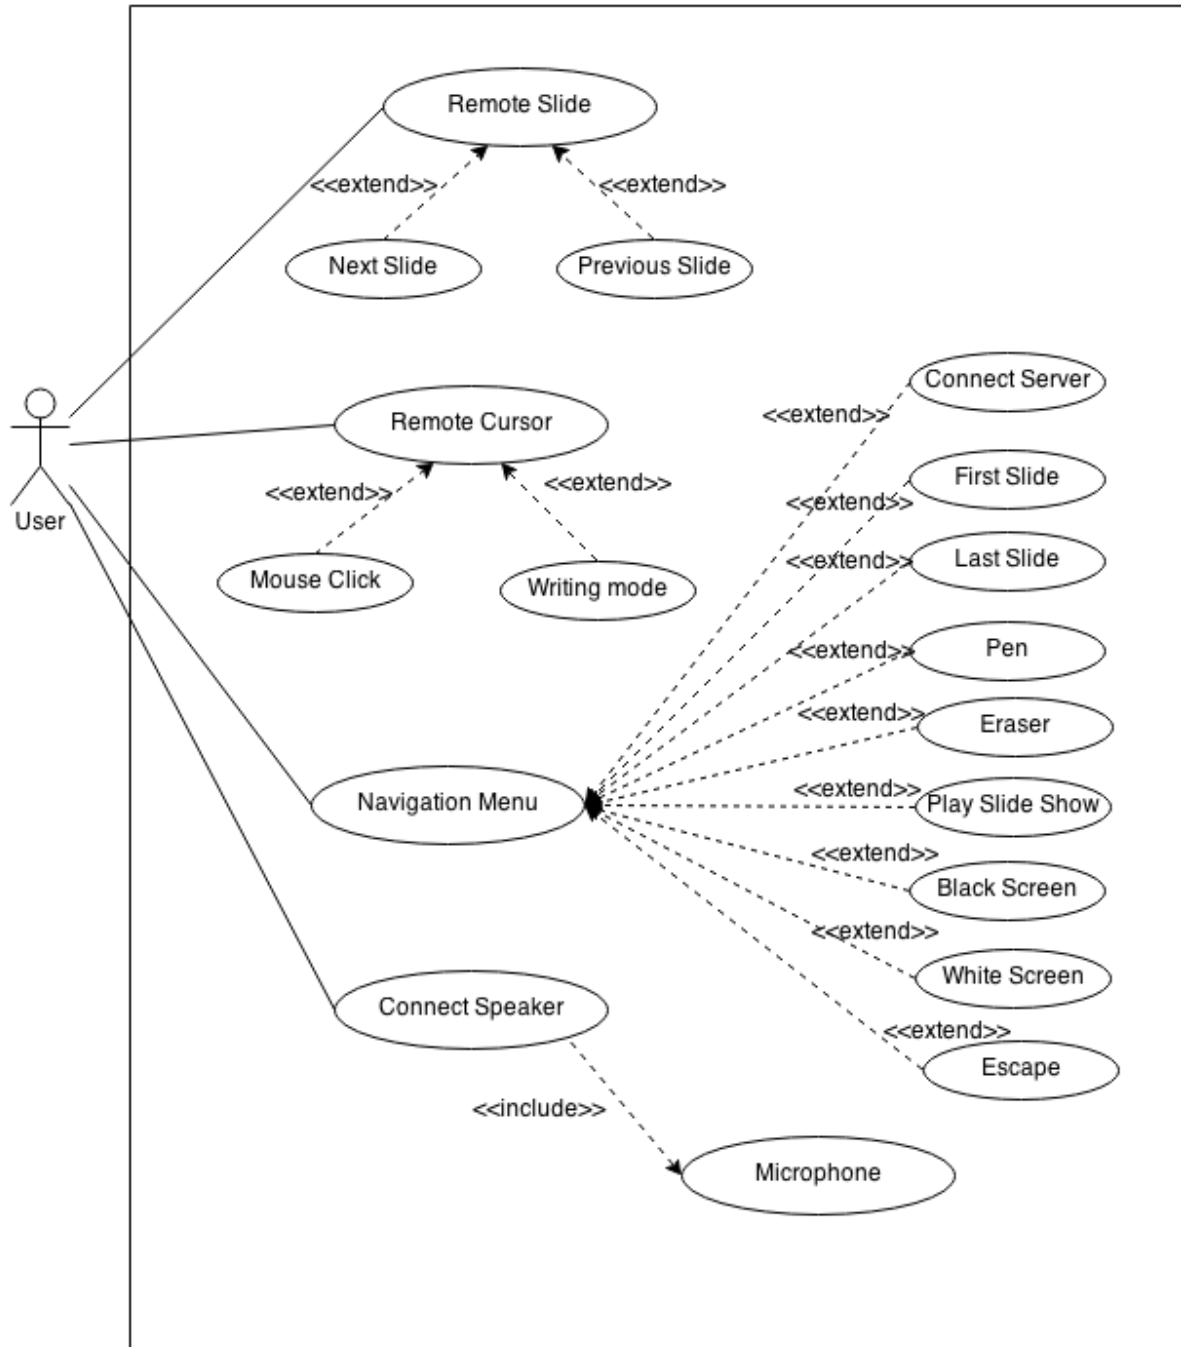 Remote Slide
<<extend>>
<<extend>>
Next Slide
Previous Slide
User
Remote Cursor
<<extend>>
<<extend>>
Mouse Click
Writing mode
Connect Server
<<extend>>
First Slide
<<extend>>
Last Slide
<<extend>>
Pen
<<extend>>
Eraser
<<extend>>
Navigation Menu
Play Slide Show
<<extend>>
Black Screen
<<extend>>
White Screen
<<extend>>
Escape
<<extend>>
Connect Speaker
<<include>>
Microphone